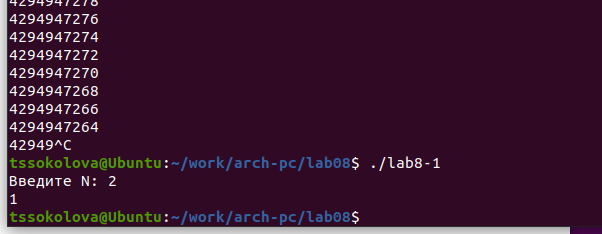 4294947278
4294947276
4294947274
4294947272
4294947270
4294947268
4294947266
4294947264
42949^C
tssokolova@Ubuntu:~/work/arch-pc/lab08$ ./lab8-1
Введите N: 2
1
tssokolova@Ubuntu:~/work/arch-pc/lab08$